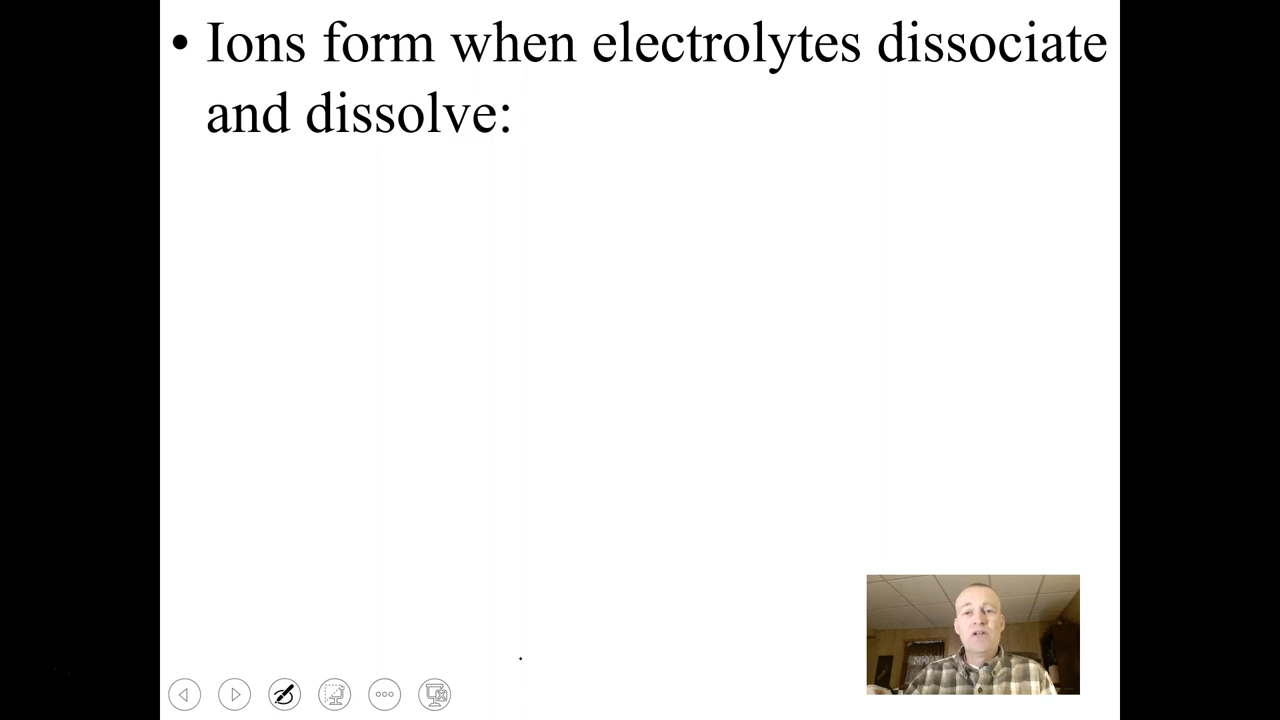 • Ions form when electrolytes dissociate
and dissolve: